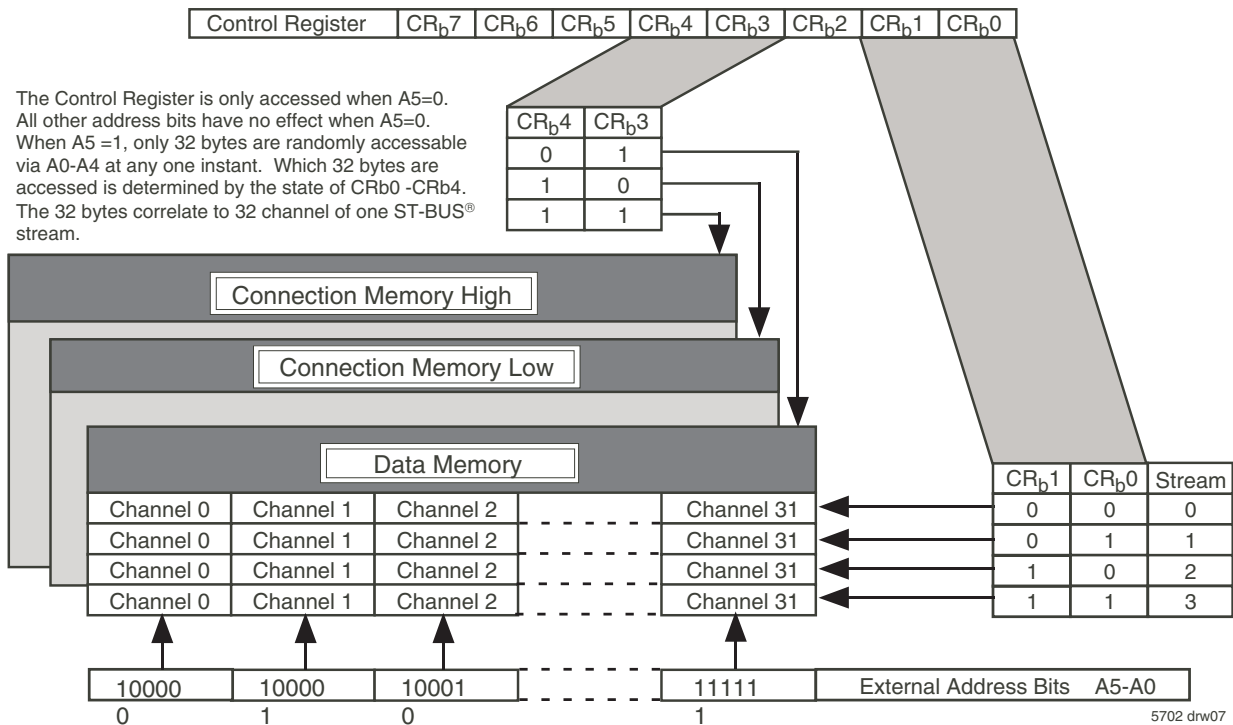 Control Register CRb7 CRb6 CRb5 CRb4 CRb3 CRb2 CRb1 CRb0
The Control Register is only accessed when A5=0.
All other address bits have no effect when A5=0.
When A5 =1, only 32 bytes are randomly accessable
via A0-A4 at any one instant. Which 32 bytes are
accessed is determined by the state of CRb0 -CRb4.
The 32 bytes correlate to 32 channel of one ST-BUS®
stream.
CRb4 CRb3
0 1
1 0
1 1
Connection Memory High
Connection Memory Low
Data Memory
CRb1 CRb0 Stream
Channel 0 Channel 1 Channel 2 Channel 31 0 0 0
Channel 0 Channel 1 Channel 2 Channel 31 0 1 1
Channel 0 Channel 1 Channel 2 Channel 31 1 0 2
Channel 0 Channel 1 Channel 2 Channel 31 1 1 3
10000 10000 10001 11111 External Address Bits A5-A0
0 1 0 1
5702 drw07